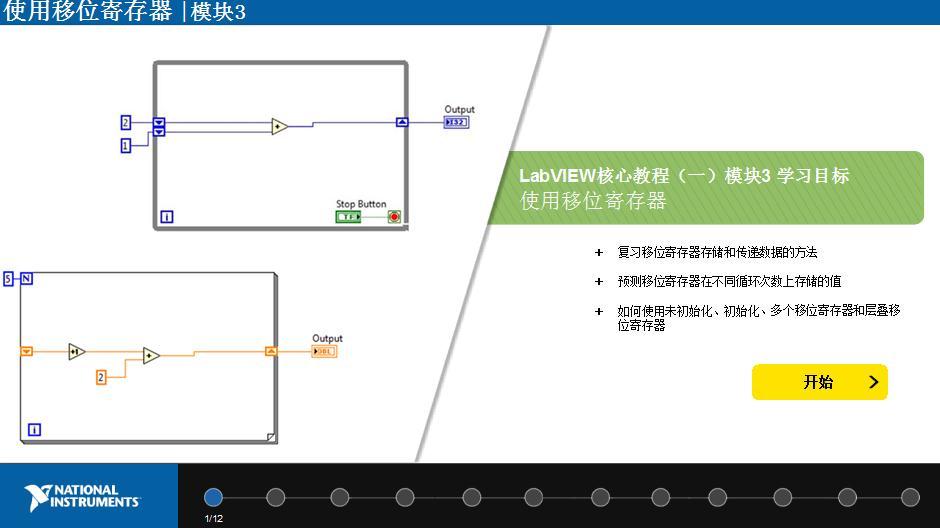 使用移位寄存器 |模块3
2
1
Output
I32
Stop Button
TF
i
5
N
+1
2
Output
DBL
i
LabVIEW核心教程（一）模块3 学习目标
使用移位寄存器
+ 复习移位寄存器存储和传递数据的方法
+ 预测移位寄存器在不同循环次数上存储的值
+ 如何使用未初始化、初始化、多个移位寄存器和层叠移
位寄存器
开始
NATIONAL
INSTRUMENTS
1/12